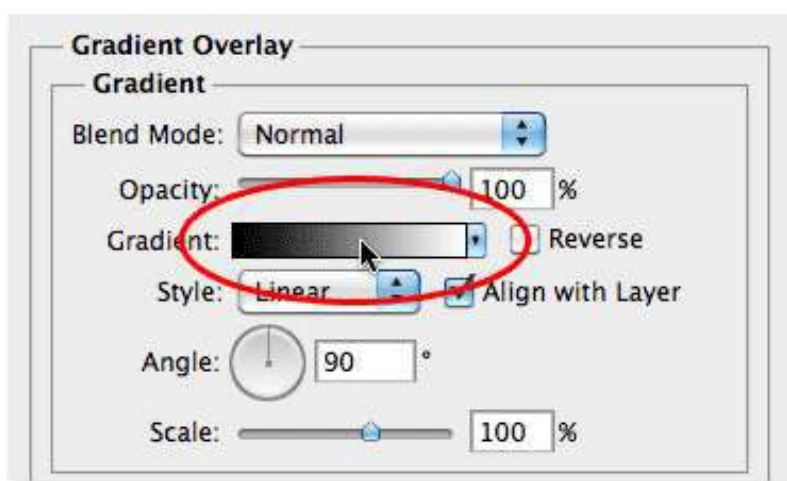 Gradient Overlay
Gradient
Blend Mode: Normal
Opacity: 100 %
Gradient: Reverse
Style: Linear Align with Layer
Angle: 90 °
Scale: 100 %